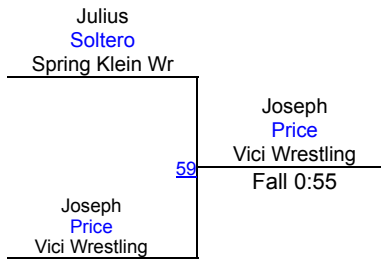 Julius
Soltero
Spring Klein Wr
Joseph
Price
Vici Wrestling
59
Fall 0:55
Joseph
Price
Vici Wrestling